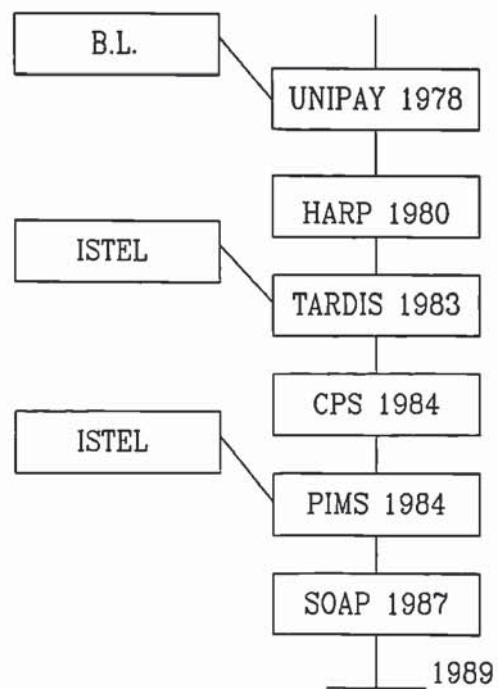 B.L.
UNIPAY 1978
HARP 1980
ISTEL
TARDIS 1983
CPS 1984
ISTEL
PIMS 1984
SOAP 1987
1989